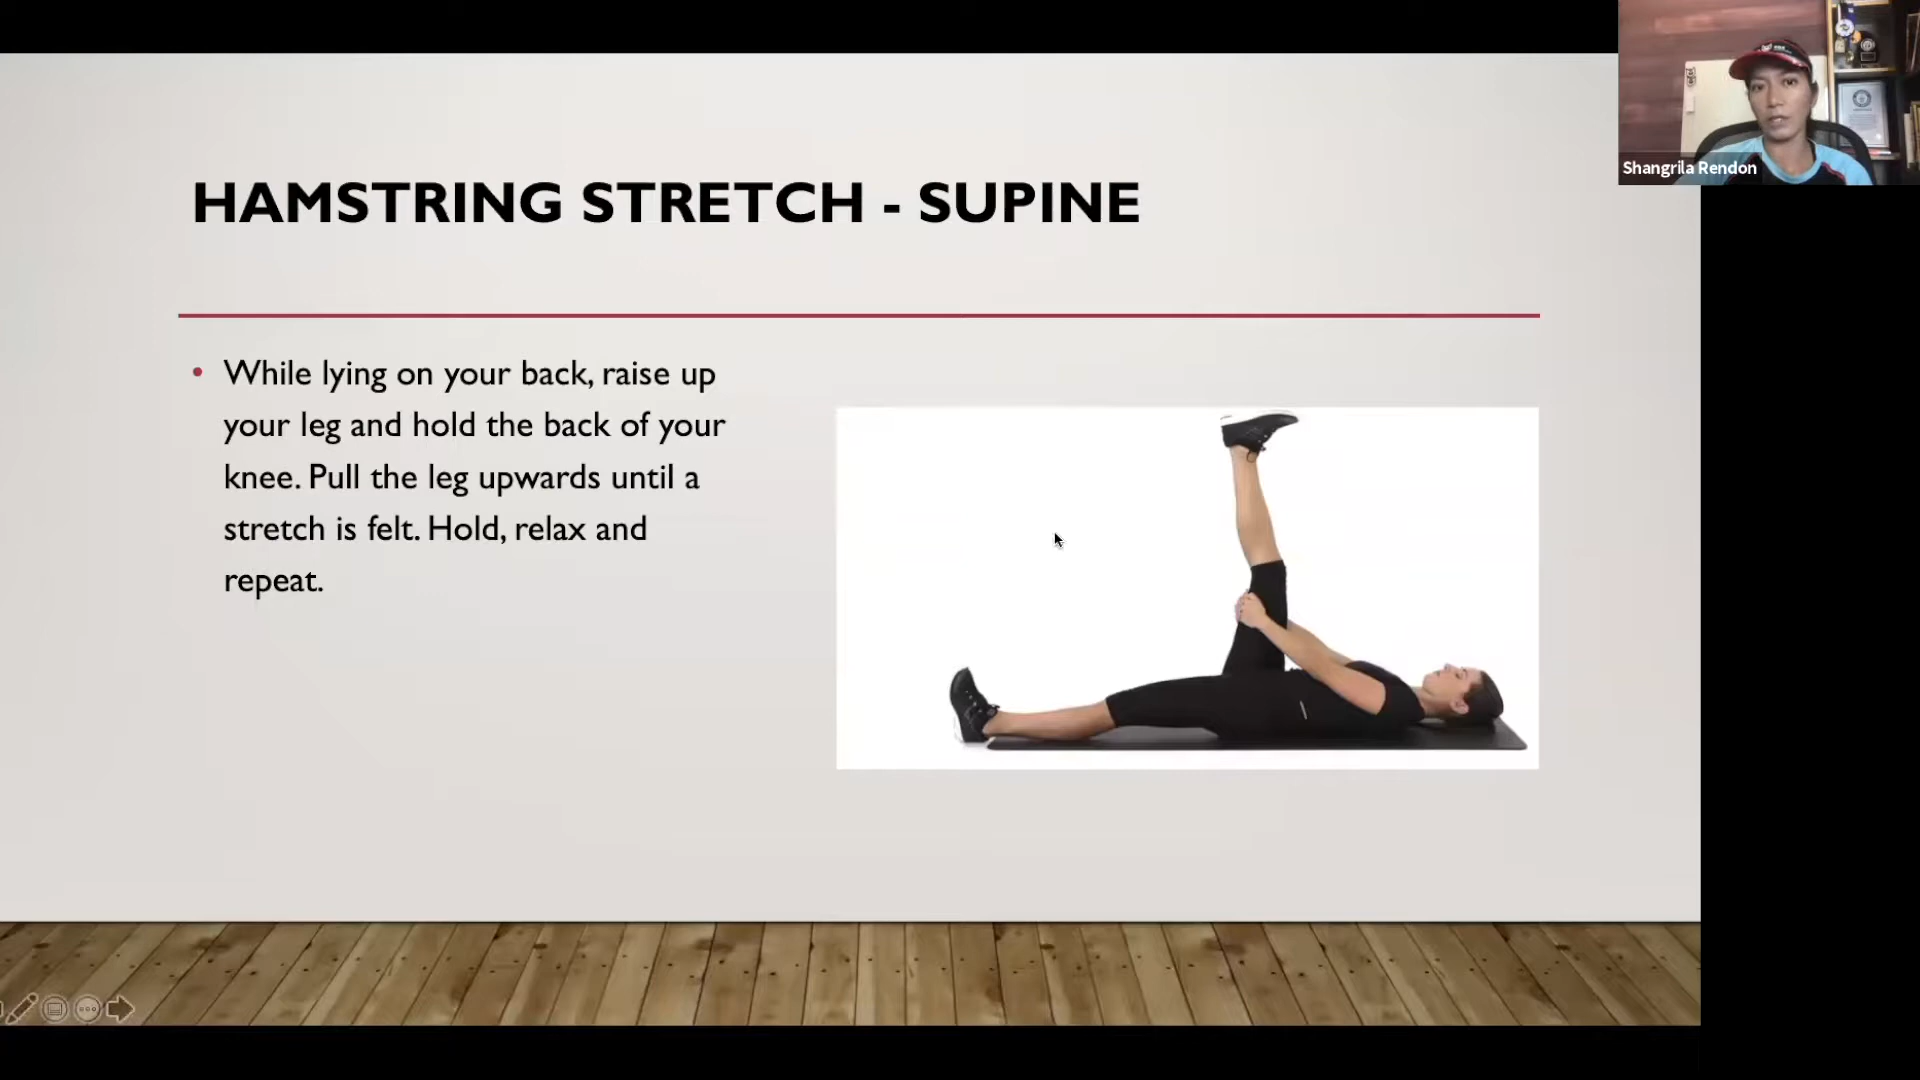 Shangrila Rendon
HAMSTRING STRETCH - SUPINE
• While lying on your back, raise up
your leg and hold the back of your
knee. Pull the leg upwards until a
stretch is felt. Hold, relax and
repeat.